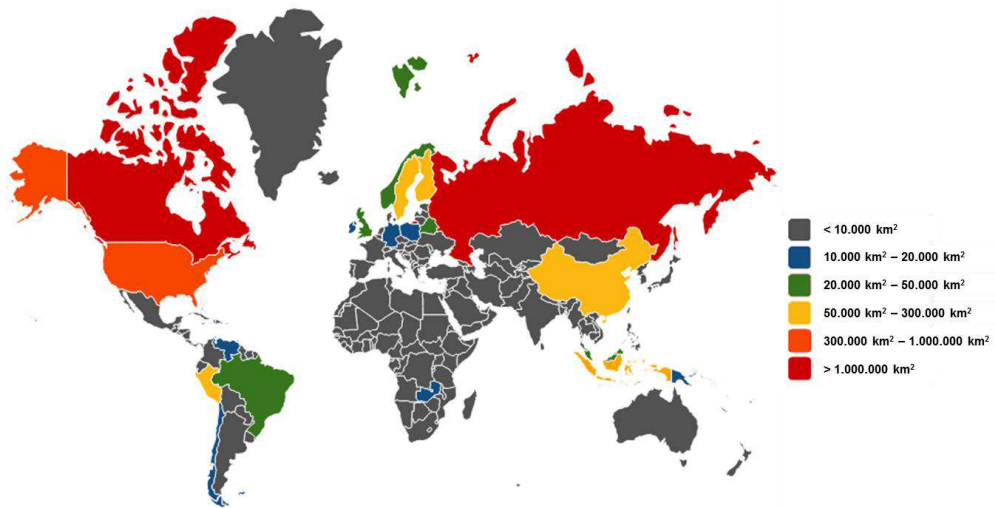 < 10.000 km²
10.000 km² – 20.000 km²
20.000 km² – 50.000 km²
50.000 km² – 300.000 km²
300.000 km² – 1.000.000 km²
> 1.000.000 km²